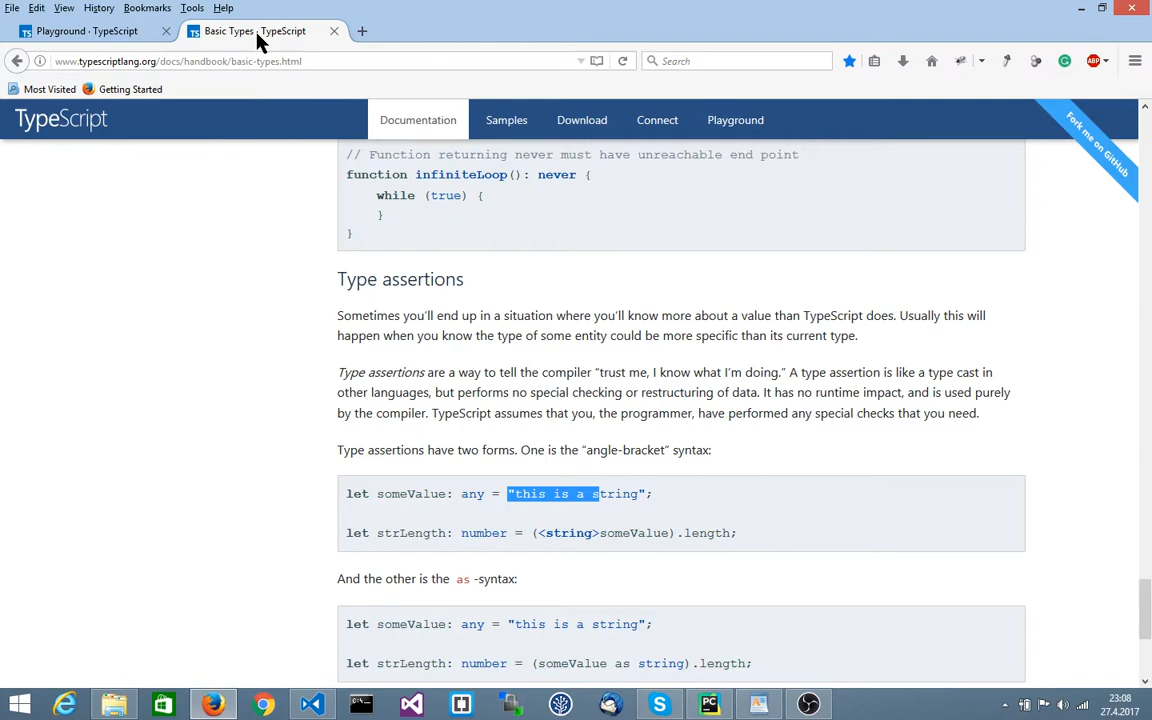 File Edit View History Bookmarks Tools Help
Playground · TypeScript
Basic Types · TypeScript
www.typescriptlang.org/docs/handbook/basic-types.html
Search
ABP
Most Visited Getting Started
TypeScript
Documentation Samples Download Connect Playground
Fork me on GitHub
// Function returning never must have unreachable end point
function infiniteLoop(): never {
while (true) {
}
}
Type assertions
Sometimes you’ll end up in a situation where you’ll know more about a value than TypeScript does. Usually this will
happen when you know the type of some entity could be more specific than its current type.
Type assertions are a way to tell the compiler “trust me, I know what I’m doing.” A type assertion is like a type cast in
other languages, but performs no special checking or restructuring of data. It has no runtime impact, and is used purely
by the compiler. TypeScript assumes that you, the programmer, have performed any special checks that you need.
Type assertions have two forms. One is the “angle-bracket” syntax:
let someValue: any = "this is a string";
let strLength: number = (<string>someValue).length;
And the other is the as -syntax:
let someValue: any = "this is a string";
let strLength: number = (someValue as string).length;
23:08
27.4.2017